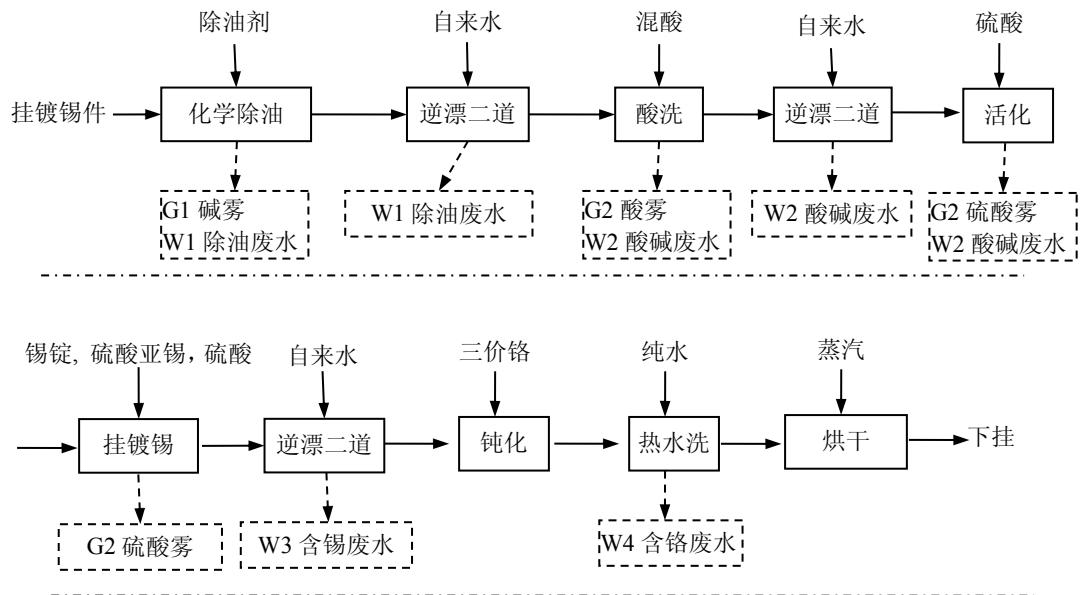 除油剂
自来水
混酸
自来水
硫酸
挂镀锡件
化学除油
逆漂二道
酸洗
逆漂二道
活化
G1 碱雾
W1 除油废水
W1 除油废水
G2 酸雾
W2 酸碱废水
W2 酸碱废水
G2 硫酸雾
W2 酸碱废水
锡锭, 硫酸亚锡，硫酸
自来水
三价铬
纯水
蒸汽
挂镀锡
逆漂二道
钝化
热水洗
烘干
下挂
G2 硫酸雾
W3 含锡废水
W4 含铬废水